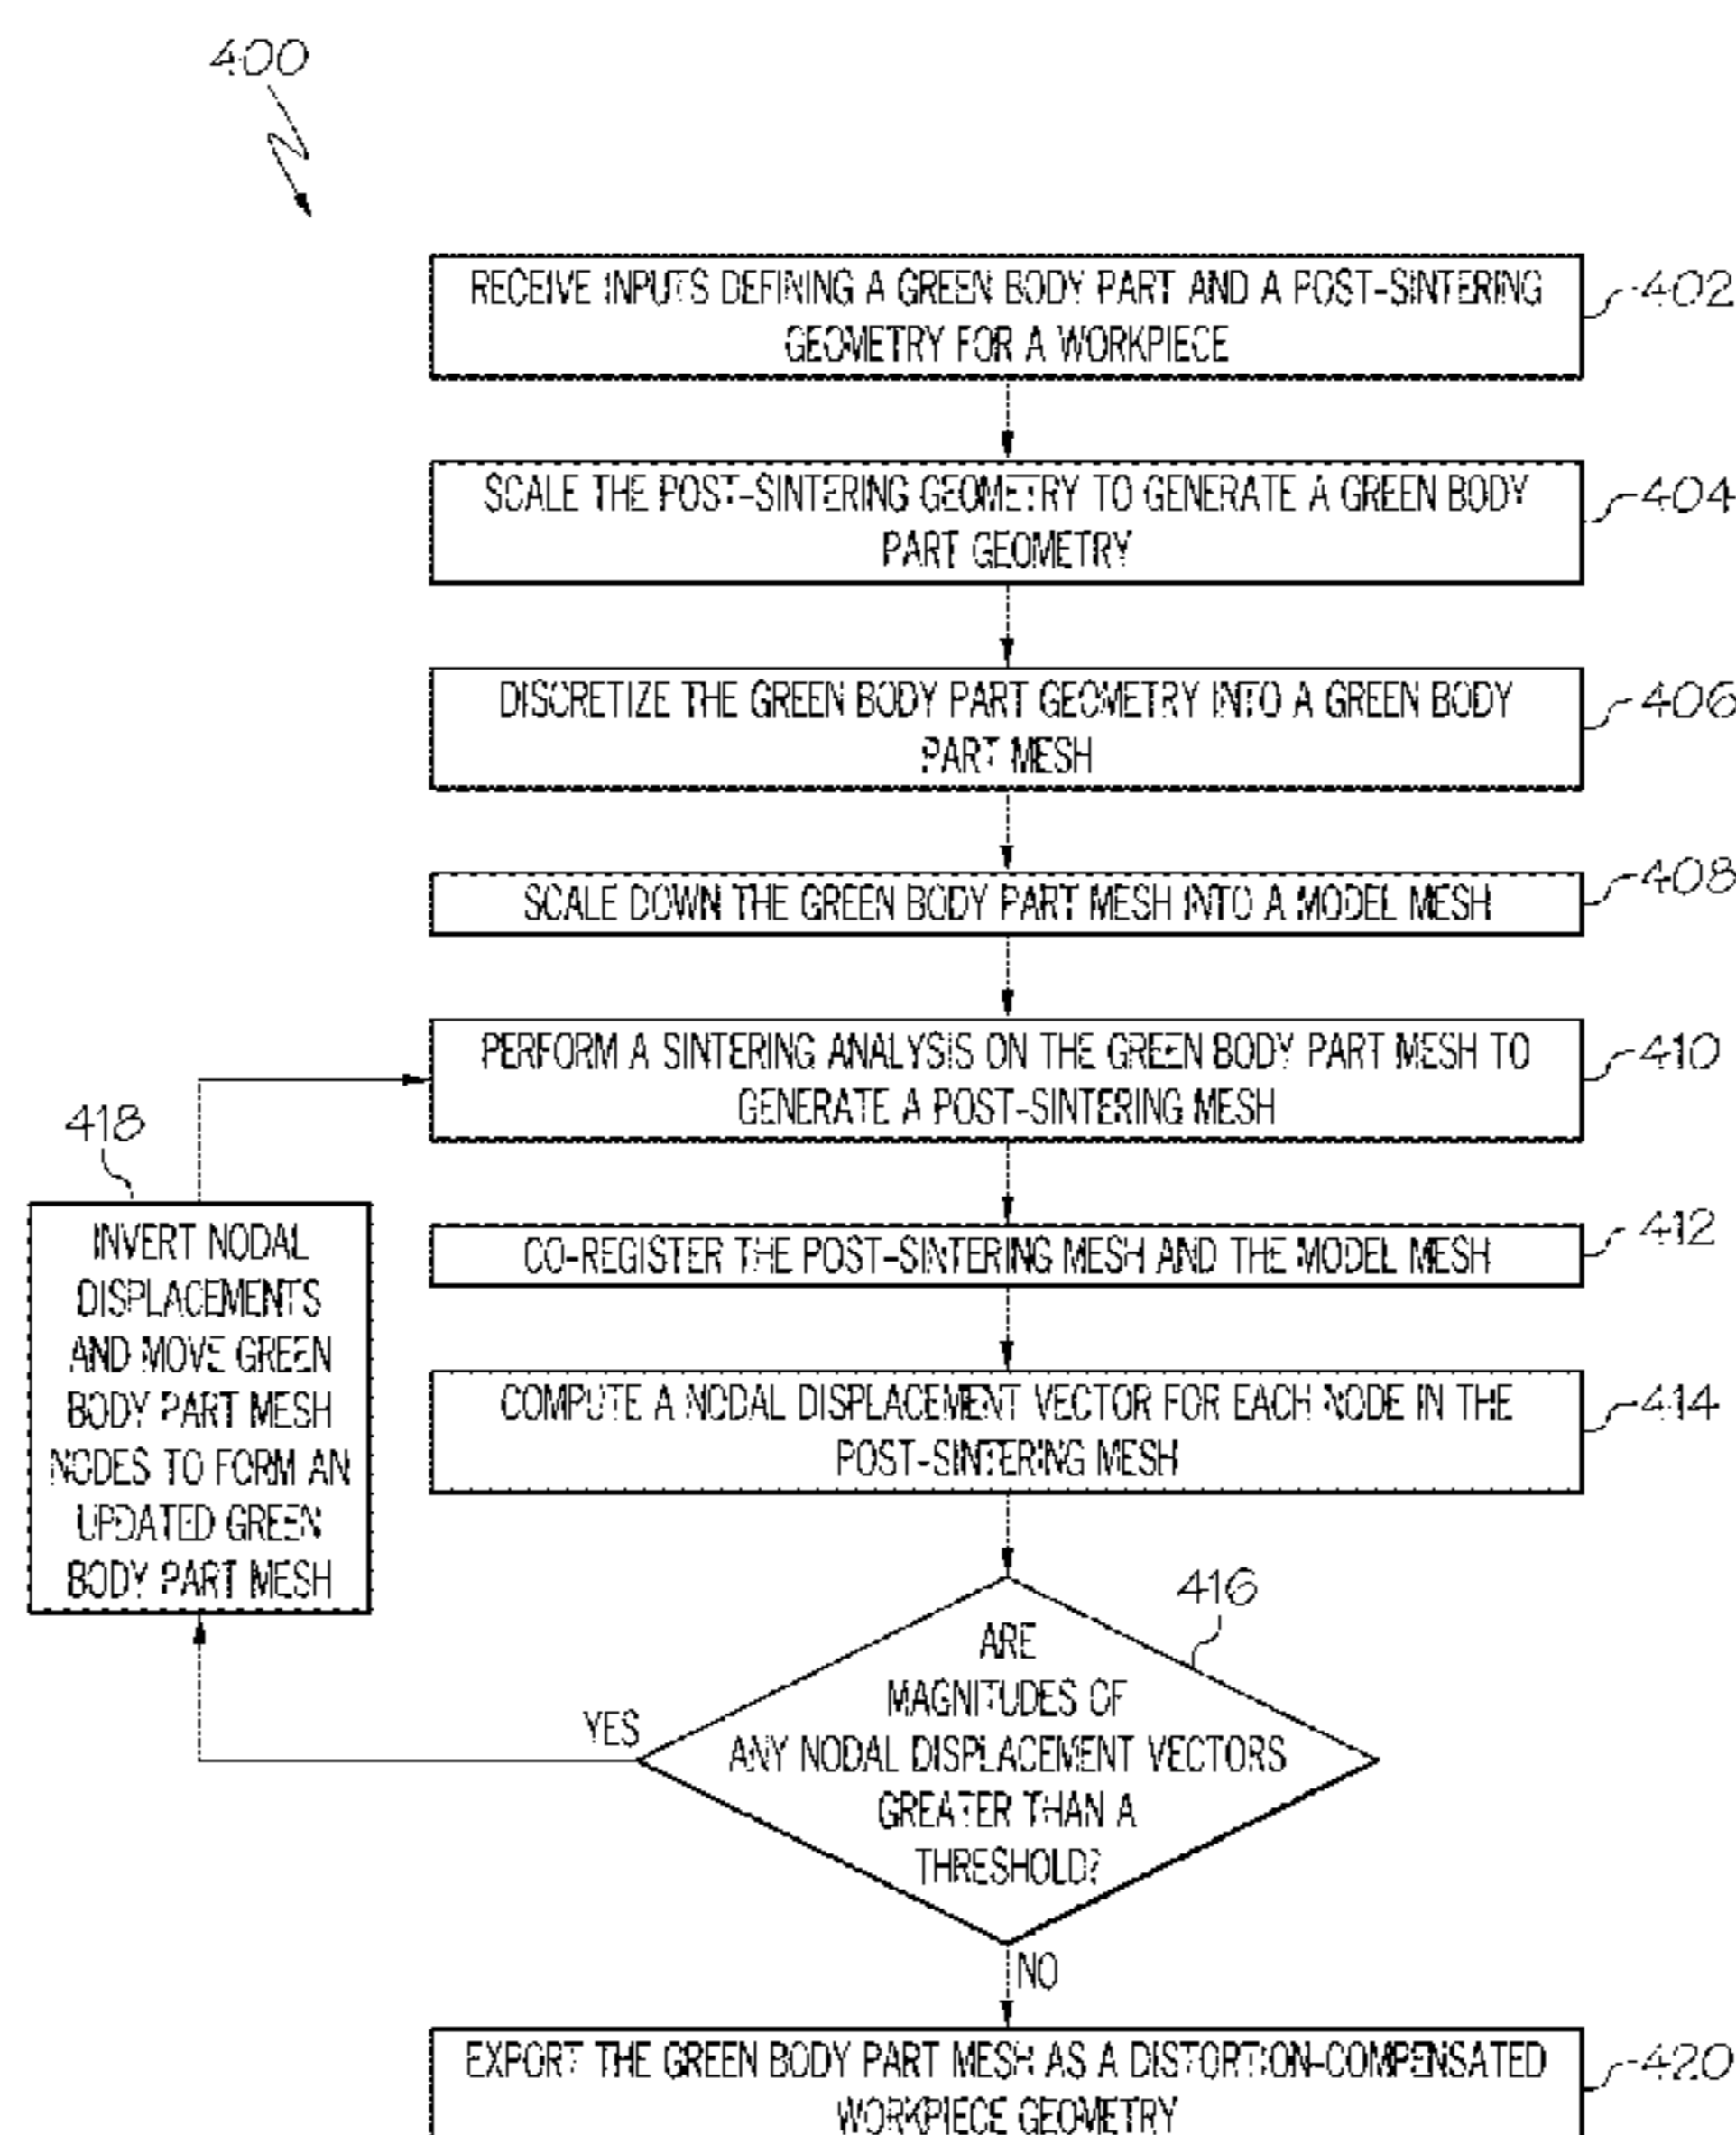 400
RECEIVE INPUTS DEFINING A GREEN BODY PART AND A POST-SINTERING
GEOMETRY FOR A WORKPIECE
402
SCALE THE POST-SINTERING GEOMETRY TO GENERATE A GREEN BODY
PART GEOMETRY
404
DISCRETIZE THE GREEN BODY PART GEOMETRY INTO A GREEN BODY
PART MESH
406
SCALE DOWN THE GREEN BODY PART MESH INTO A MODEL MESH
408
PERFORM A SINTERING ANALYSIS ON THE GREEN BODY PART MESH TO
GENERATE A POST-SINTERING MESH
410
418
INVERT NODAL
DISPLACEMENTS
AND MOVE GREEN
BODY PART MESH
NODES TO FORM AN
UPDATED GREEN
BODY PART MESH
CO-REGISTER THE POST-SINTERING MESH AND THE MODEL MESH
412
COMPUTE A NODAL DISPLACEMENT VECTOR FOR EACH NODE IN THE
POST-SINTERING MESH
414
416
ARE
MAGNITUDES OF
ANY NODAL DISPLACEMENT VECTORS
GREATER THAN A
THRESHOLD?
YES
NO
EXPORT THE GREEN BODY PART MESH AS A DISTORTION-COMPENSATED
WORKPIECE GEOMETRY
420